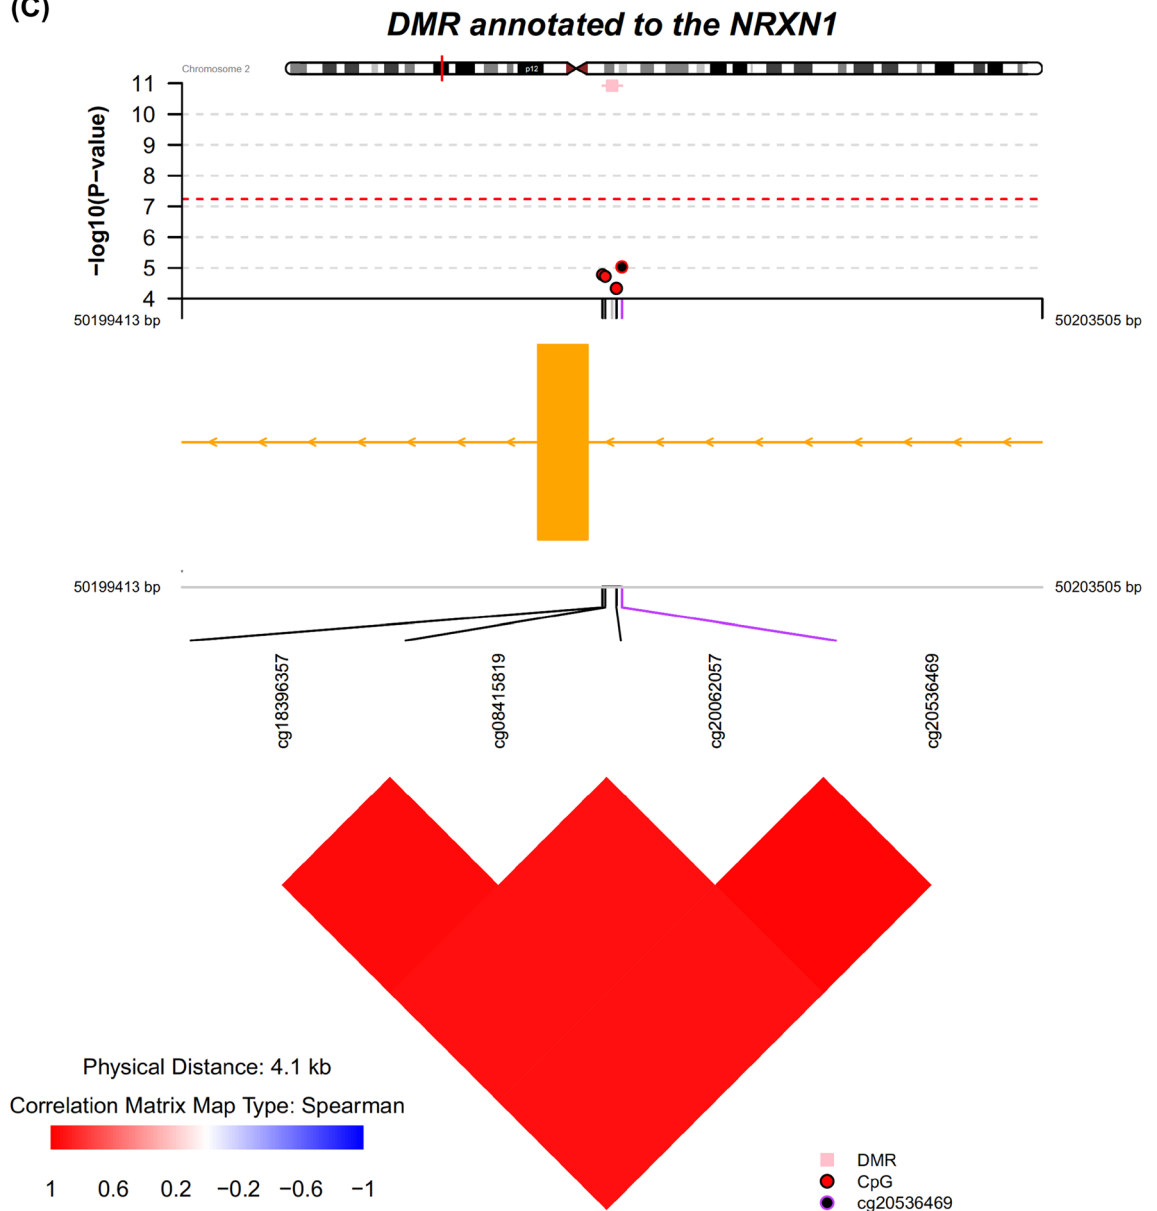 (C)
DMR annotated to the NRXN1
Chromosome 2
p12
11
10
9
8
7
6
5
4
−log10(P−value)
50199413 bp
50203505 bp
50199413 bp
50203505 bp
cg18396357
cg08415819
cg20062057
cg20536469
Physical Distance: 4.1 kb
Correlation Matrix Map Type: Spearman
1 0.6 0.2 −0.2 −0.6 −1
DMR
CpG
cg20536469